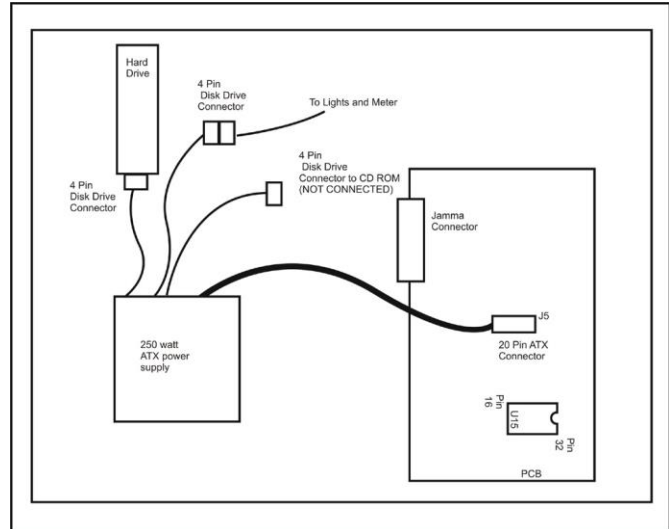 Hard
Drive
4 Pin
Disk Drive
Connector
To Lights and Meter
4 Pin
Disk Drive
Connector to CD ROM
(NOT CONNECTED)
4 Pin
Disk Drive
Connector
Jamma
Connector
250 watt
ATX power
supply
J5
20 Pin ATX
Connector
Pin
16
U15
Pin
32
PCB